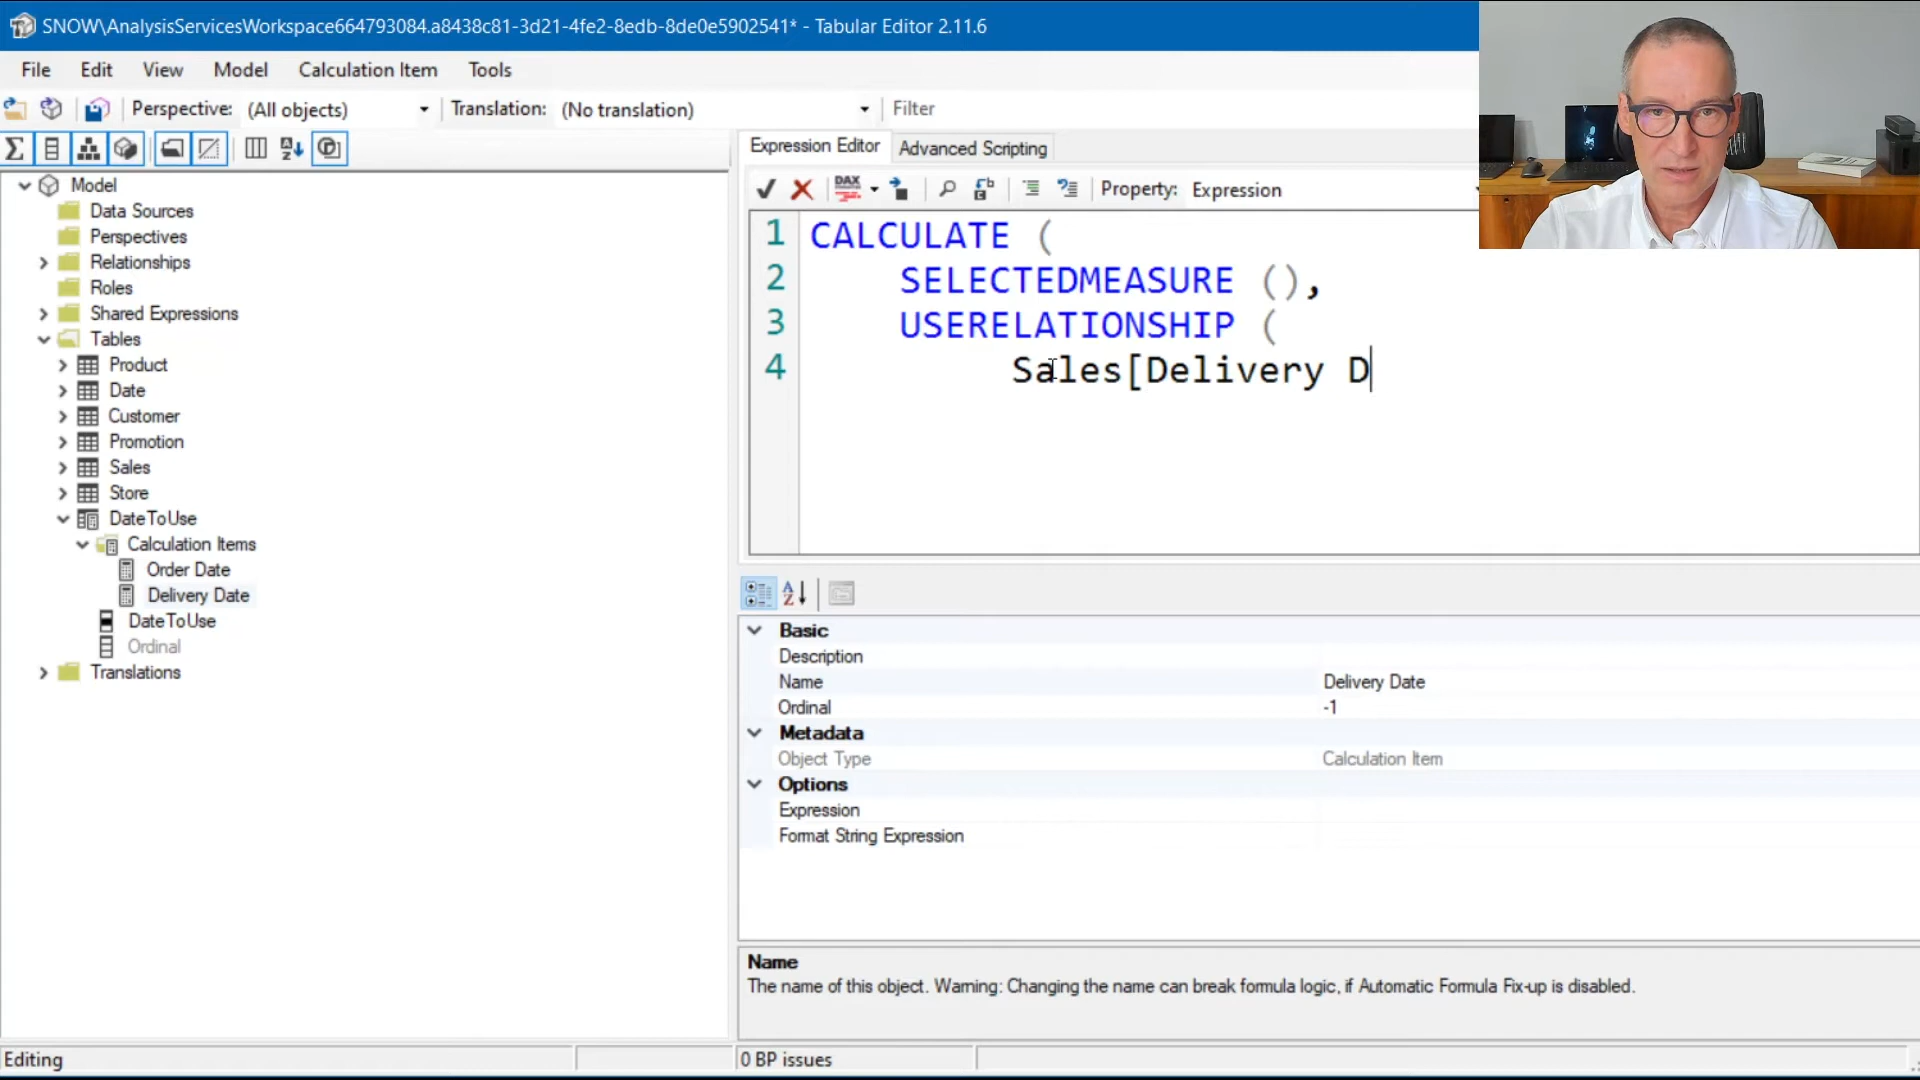 SNOW\AnalysisServicesWorkspace664793084.a8438c81-3d21-4fe2-8edb-8de0e5902541* - Tabular Editor 2.11.6
File Edit View Model Calculation Item Tools
Perspective: (All objects) Translation: (No translation) Filter
Expression Editor Advanced Scripting
DAX Property: Expression
Model
Data Sources
Perspectives
Relationships
Roles
Shared Expressions
Tables
Product
Date
Customer
Promotion
Sales
Store
DateToUse
Calculation Items
Order Date
Delivery Date
DateToUse
Ordinal
Translations
1 CALCULATE (
2 SELECTEDMEASURE (),
3 USERELATIONSHIP (
4 Sales[Delivery D
Basic
Description
Name Delivery Date
Ordinal -1
Metadata
Object Type Calculation Item
Options
Expression
Format String Expression
Name
The name of this object. Warning: Changing the name can break formula logic, if Automatic Formula Fix-up is disabled.
Editing 0 BP issues